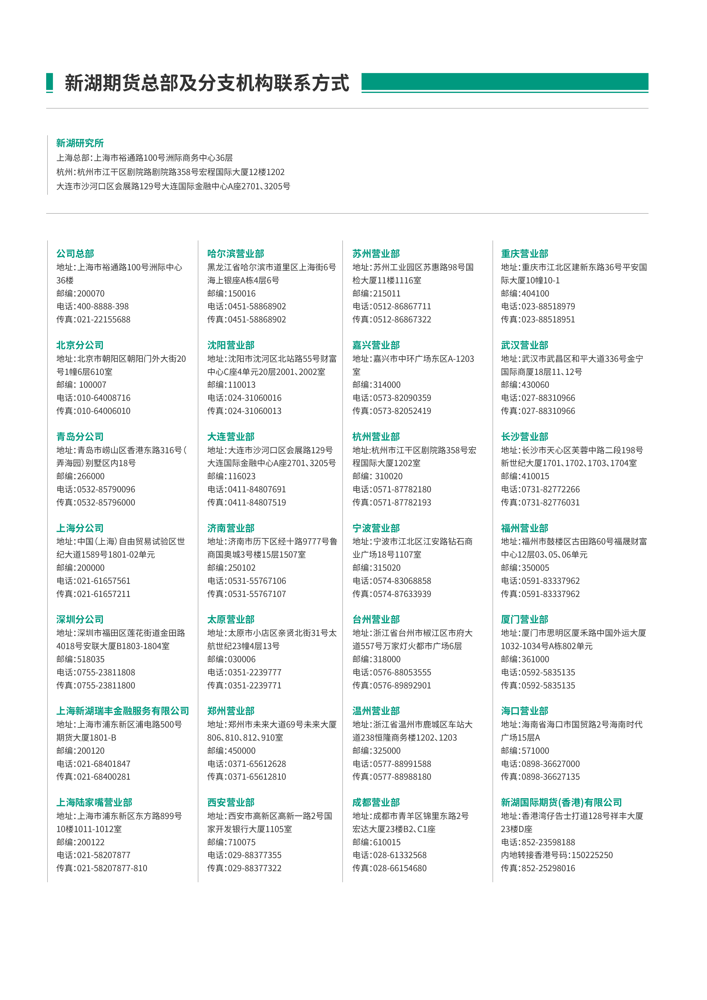 新湖期货总部及分支机构联系方式
新湖研究所
上海总部：上海市裕通路100号洲际商务中心36层
杭州：杭州市江干区剧院路剧院路358号宏程国际大厦12楼1202
大连市沙河口区会展路129号大连国际金融中心A座2701、3205号
公司总部
地址：上海市裕通路100号洲际中心
36楼
邮编：200070
电话：400-8888-398
传真：021-22155688
北京分公司
地址：北京市朝阳区朝阳门外大街20
号1幢6层610室
邮编： 100007
电话：010-64008716
传真：010-64006010
青岛分公司
地址：青岛市崂山区香港东路316号（
弄海园）别墅区内18号
邮编：266000
电话：0532-85790096
传真：0532-85796000
上海分公司
地址：中国（上海）自由贸易试验区世
纪大道1589号1801-02单元
邮编：200000
电话：021-61657561
传真：021-61657211
深圳分公司
地址：深圳市福田区莲花街道金田路
4018号安联大厦B1803-1804室
邮编：518035
电话：0755-23811808
传真：0755-23811800
上海新湖瑞丰金融服务有限公司
地址：上海市浦东新区浦电路500号
期货大厦1801-B
邮编：200120
电话：021-68401847
传真：021-68400281
上海陆家嘴营业部
地址：上海市浦东新区东方路899号
10楼1011-1012室
邮编：200122
电话：021-58207877
传真：021-58207877-810
哈尔滨营业部
黑龙江省哈尔滨市道里区上海街6号
海上银座A栋4层6号
邮编：150016
电话：0451-58868902
传真：0451-58868902
沈阳营业部
地址：沈阳市沈河区北站路55号财富
中心C座4单元20层2001、2002室
邮编：110013
电话：024-31060016
传真：024-31060013
大连营业部
地址：大连市沙河口区会展路129号
大连国际金融中心A座2701、3205号
邮编：116023
电话：0411-84807691
传真：0411-84807519
济南营业部
地址：济南市历下区经十路9777号鲁
商国奥城3号楼15层1507室
邮编：250102
电话：0531-55767106
传真：0531-55767107
太原营业部
地址：太原市小店区亲贤北街31号太
航世纪23幢4层13号
邮编：030006
电话：0351-2239777
传真：0351-2239771
郑州营业部
地址：郑州市未来大道69号未来大厦
806、810、812、910室
邮编：450000
电话：0371-65612628
传真：0371-65612810
西安营业部
地址：西安市高新区高新一路2号国
家开发银行大厦1105室
邮编：710075
电话：029-88377355
传真：029-88377322
苏州营业部
地址：苏州工业园区苏惠路98号国
检大厦11楼1116室
邮编：215011
电话：0512-86867711
传真：0512-86867322
嘉兴营业部
地址：嘉兴市中环广场东区A-1203
室
邮编：314000
电话：0573-82090359
传真：0573-82052419
杭州营业部
地址:杭州市江干区剧院路358号宏
程国际大厦1202室
邮编： 310020
电话：0571-87782180
传真：0571-87782193
宁波营业部
地址：宁波市江北区江安路钻石商
业广场18号1107室
邮编：315020
电话：0574-83068858
传真：0574-87633939
台州营业部
地址：浙江省台州市椒江区市府大
道557号万家灯火都市广场6层
邮编：318000
电话：0576-88053555
传真：0576-89892901
温州营业部
地址：浙江省温州市鹿城区车站大
道238恒隆商务楼1202、1203
邮编：325000
电话：0577-88991588
传真：0577-88988180
成都营业部
地址：成都市青羊区锦里东路2号
宏达大厦23楼B2、C1座
邮编：610015
电话：028-61332568
传真：028-66154680
重庆营业部
地址：重庆市江北区建新东路36号平安国
际大厦10幢10-1
邮编：404100
电话：023-88518979
传真：023-88518951
武汉营业部
地址：武汉市武昌区和平大道336号金宁
国际商厦18层11、12号
邮编：430060
电话：027-88310966
传真：027-88310966
长沙营业部
地址：长沙市天心区芙蓉中路二段198号
新世纪大厦1701、1702、1703、1704室
邮编：410015
电话：0731-82772266
传真：0731-82776031
福州营业部
地址：福州市鼓楼区古田路60号福晟财富
中心12层03、05、06单元
邮编：350005
电话：0591-83337962
传真：0591-83337962
厦门营业部
地址：厦门市思明区厦禾路中国外运大厦
1032-1034号A栋802单元
邮编：361000
电话：0592-5835135
传真：0592-5835135
海口营业部
地址：海南省海口市国贸路2号海南时代
广场15层A
邮编：571000
电话：0898-36627000
传真：0898-36627135
新湖国际期货(香港)有限公司
地址：香港湾仔告士打道128号祥丰大厦
23楼D座
电话：852-23598188
内地转接香港号码：150225250
传真：852-25298016